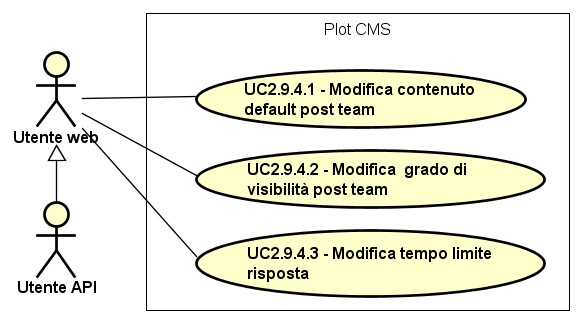 Plot CMS
UC2.9.4.1 - Modifica contenuto
default post team
Utente web
UC2.9.4.2 - Modifica  grado di
visibilità post team
UC2.9.4.3 - Modifica tempo limite
risposta
Utente API